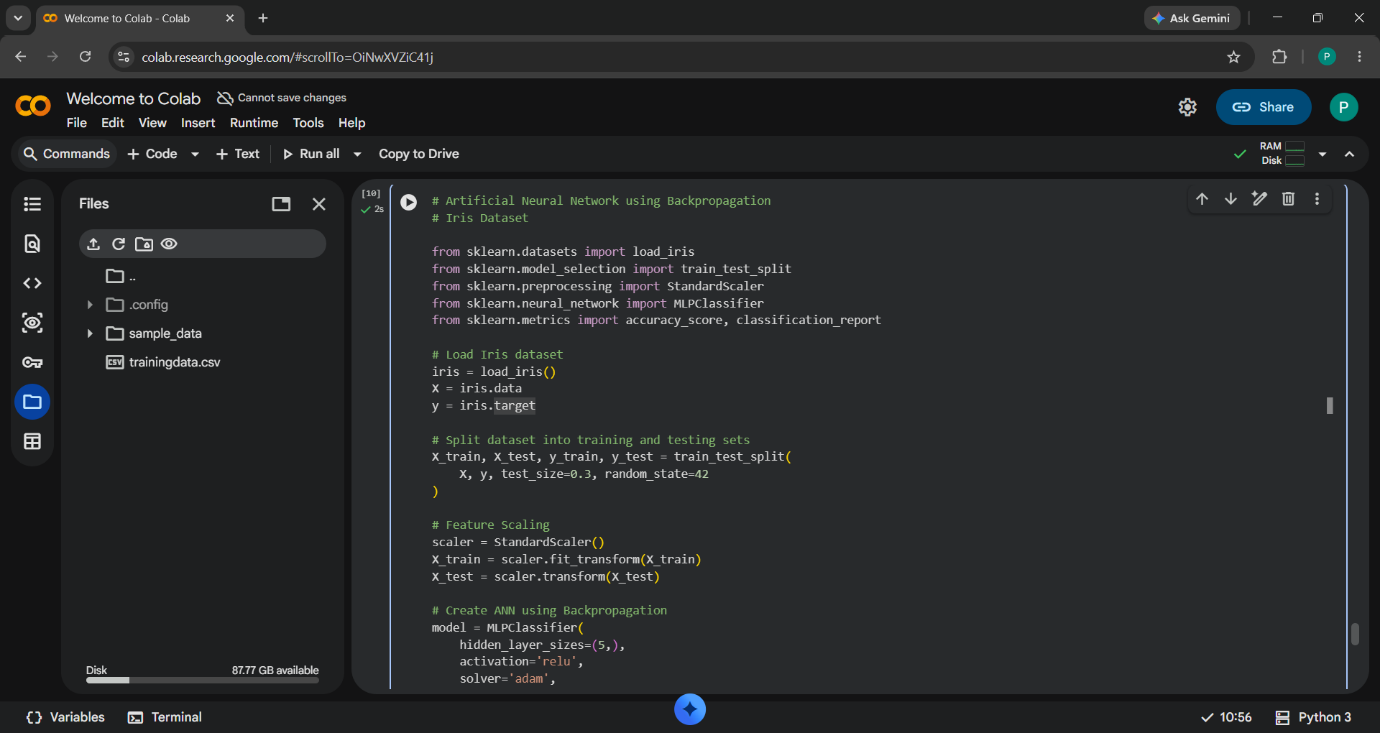 Welcome to Colab - Colab
Ask Gemini
colab.research.google.com/#scrollTo=OiNwXVZiC41j
P
Welcome to Colab
Cannot save changes
File Edit View Insert Runtime Tools Help
Share
P
Commands + Code + Text Run all Copy to Drive
RAM
Disk
Files
..
.config
sample_data
CSV trainingdata.csv
Disk 87.77 GB available
[10]
2s
# Artificial Neural Network using Backpropagation
# Iris Dataset
from sklearn.datasets import load_iris
from sklearn.model_selection import train_test_split
from sklearn.preprocessing import StandardScaler
from sklearn.neural_network import MLPClassifier
from sklearn.metrics import accuracy_score, classification_report
# Load Iris dataset
iris = load_iris()
X = iris.data
y = iris.target
# Split dataset into training and testing sets
X_train, X_test, y_train, y_test = train_test_split(
    X, y, test_size=0.3, random_state=42
)
# Feature Scaling
scaler = StandardScaler()
X_train = scaler.fit_transform(X_train)
X_test = scaler.transform(X_test)
# Create ANN using Backpropagation
model = MLPClassifier(
    hidden_layer_sizes=(5,),
    activation='relu',
    solver='adam',
{} Variables Terminal
10:56 Python 3